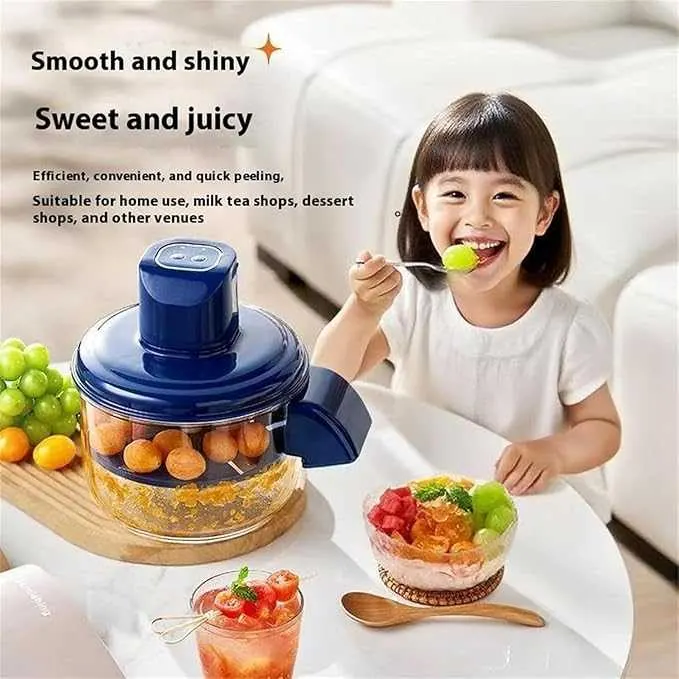 Smooth and shiny
Sweet and juicy
Efficient, convenient, and quick peeling,
Suitable for home use, milk tea shops, dessert
shops, and other venues